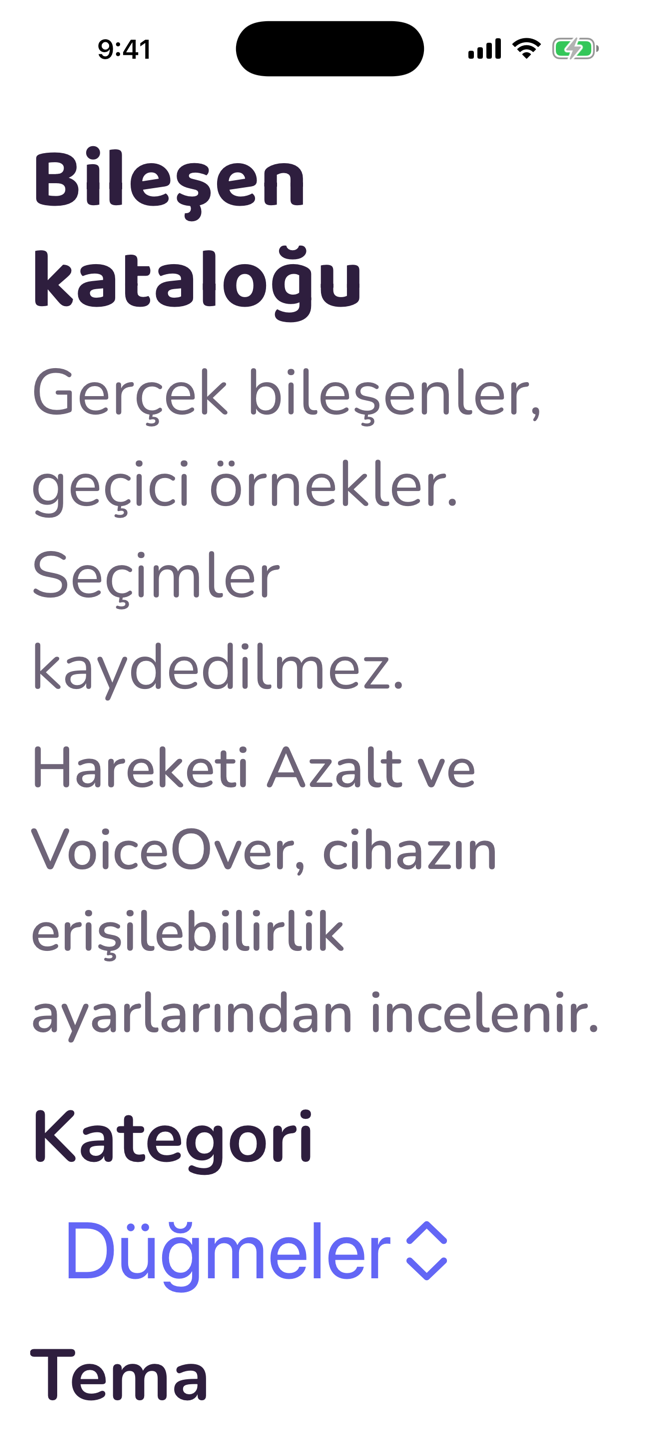 9:41
Bileşen
kataloğu
Gerçek bileşenler,
geçici örnekler.
Seçimler
kaydedilmez.
Hareketi Azalt ve
VoiceOver, cihazın
erişilebilirlik
ayarlarından incelenir.
Kategori
Düğmeler
Tema